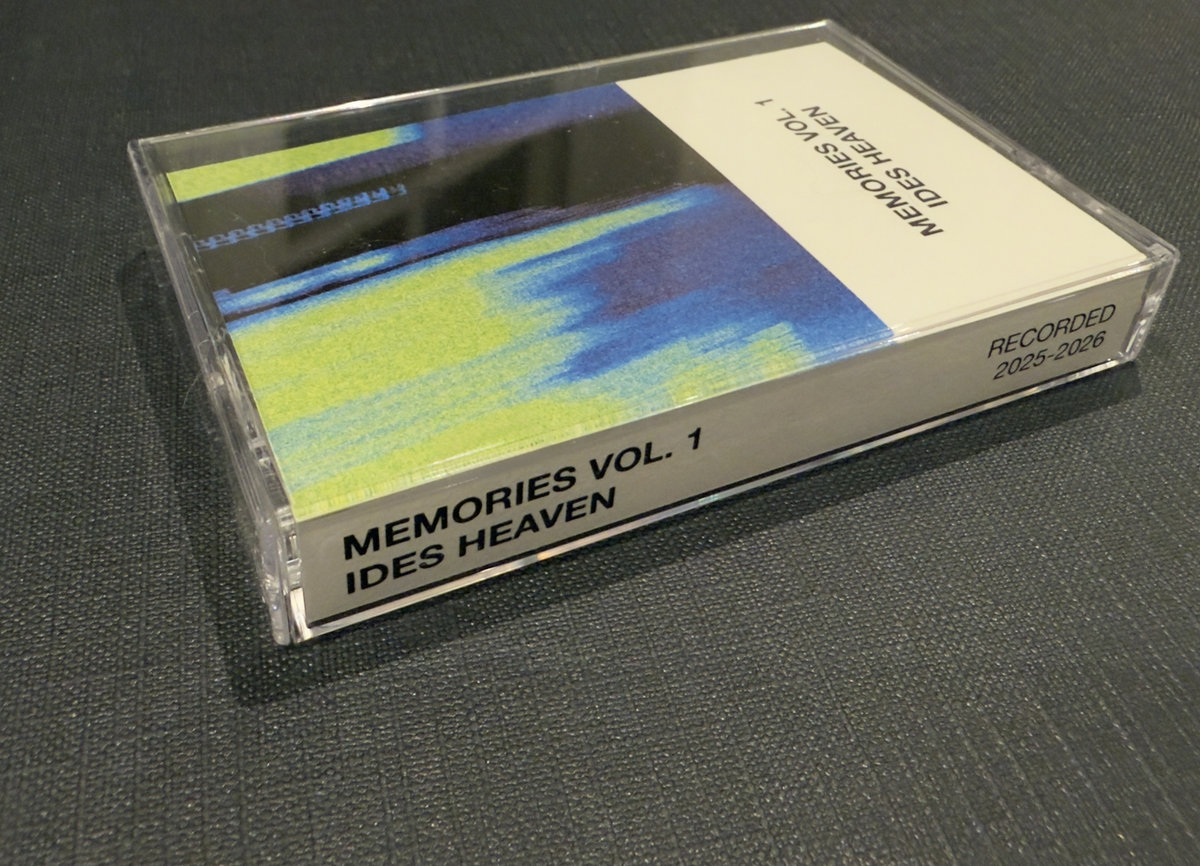 MEMORIES VOL. 1
IDES HEAVEN
MEMORIES VOL. 1
IDES HEAVEN
RECORDED
2025-2026